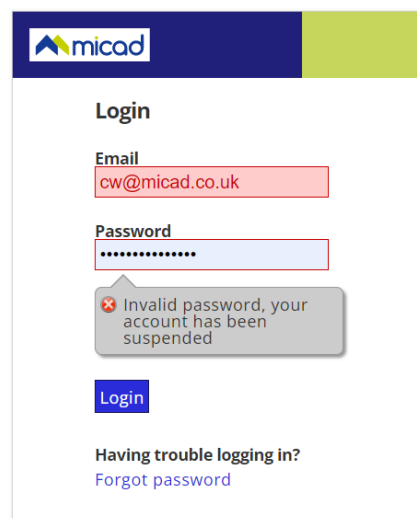 micad
Login
Email
cw@micad.co.uk
Password
•••••••••••••••
Invalid password, your
account has been
suspended
Login
Having trouble logging in?
Forgot password